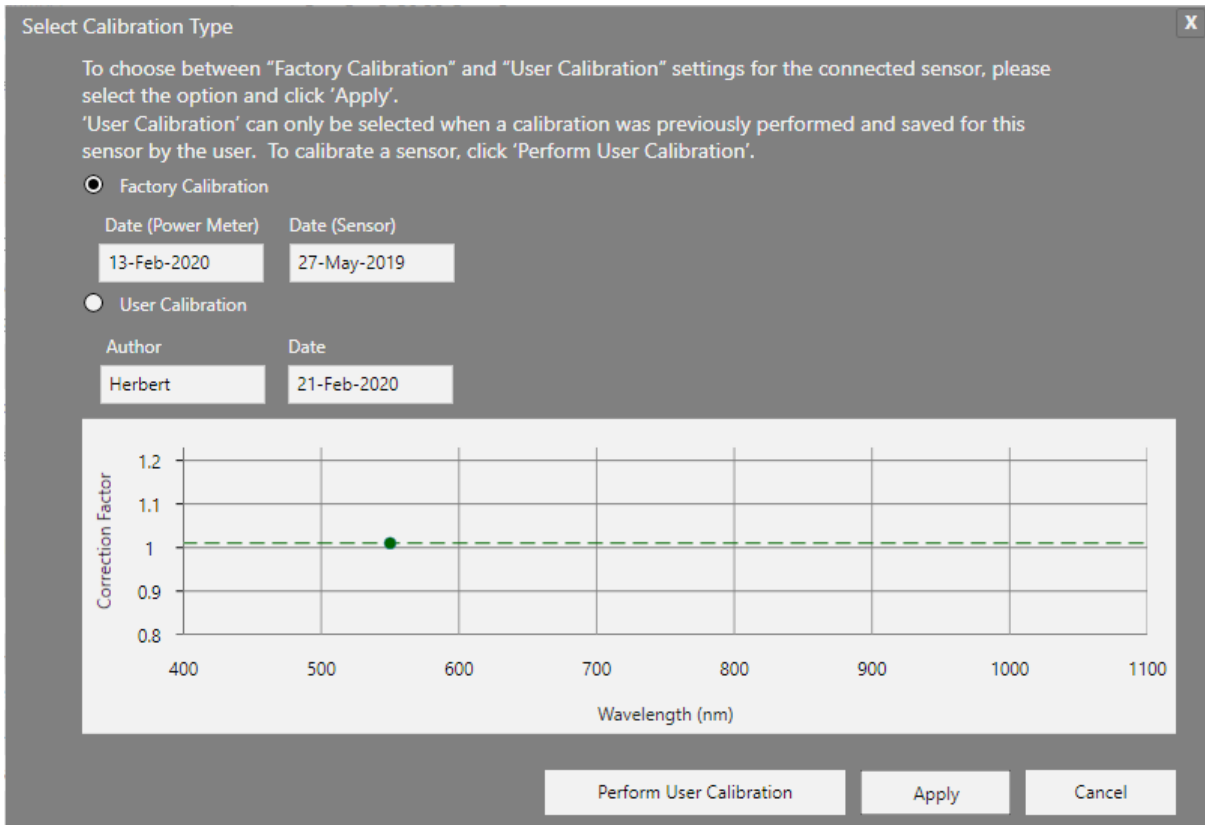 Select Calibration Type
X
To choose between “Factory Calibration” and “User Calibration” settings for the connected sensor, please
select the option and click ‘Apply’.
‘User Calibration’ can only be selected when a calibration was previously performed and saved for this
sensor by the user.  To calibrate a sensor, click ‘Perform User Calibration’.
Factory Calibration
Date (Power Meter) Date (Sensor)
13-Feb-2020 27-May-2019
User Calibration
Author Date
Herbert 21-Feb-2020
Correction Factor
1.2
1.1
1
0.9
0.8
400 500 600 700 800 900 1000 1100
Wavelength (nm)
Perform User Calibration Apply Cancel